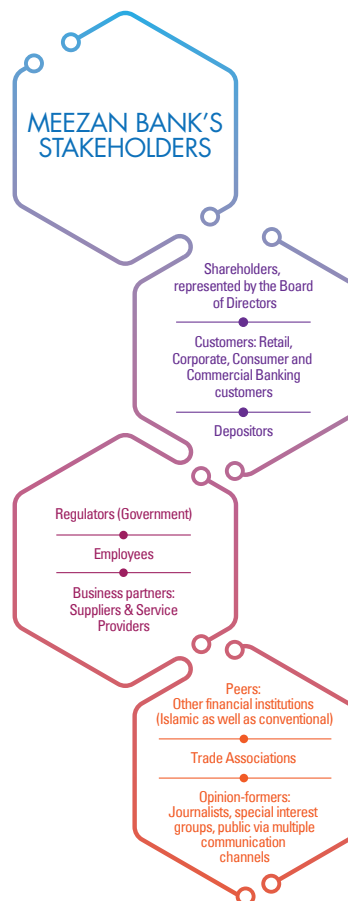 MEEZAN BANK'S
STAKEHOLDERS
Shareholders,
represented by the Board
of Directors
Customers: Retail,
Corporate, Consumer and
Commercial Banking
customers
Depositors
Regulators (Government)
Employees
Business partners:
Suppliers & Service
Providers
Peers:
Other financial institutions
(Islamic as well as conventional)
Trade Associations
Opinion-formers:
Journalists, special interest
groups, public via multiple
communication
channels